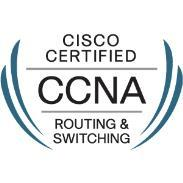 CISCO
CERTIFIED
CCNA
ROUTING &
SWITCHING